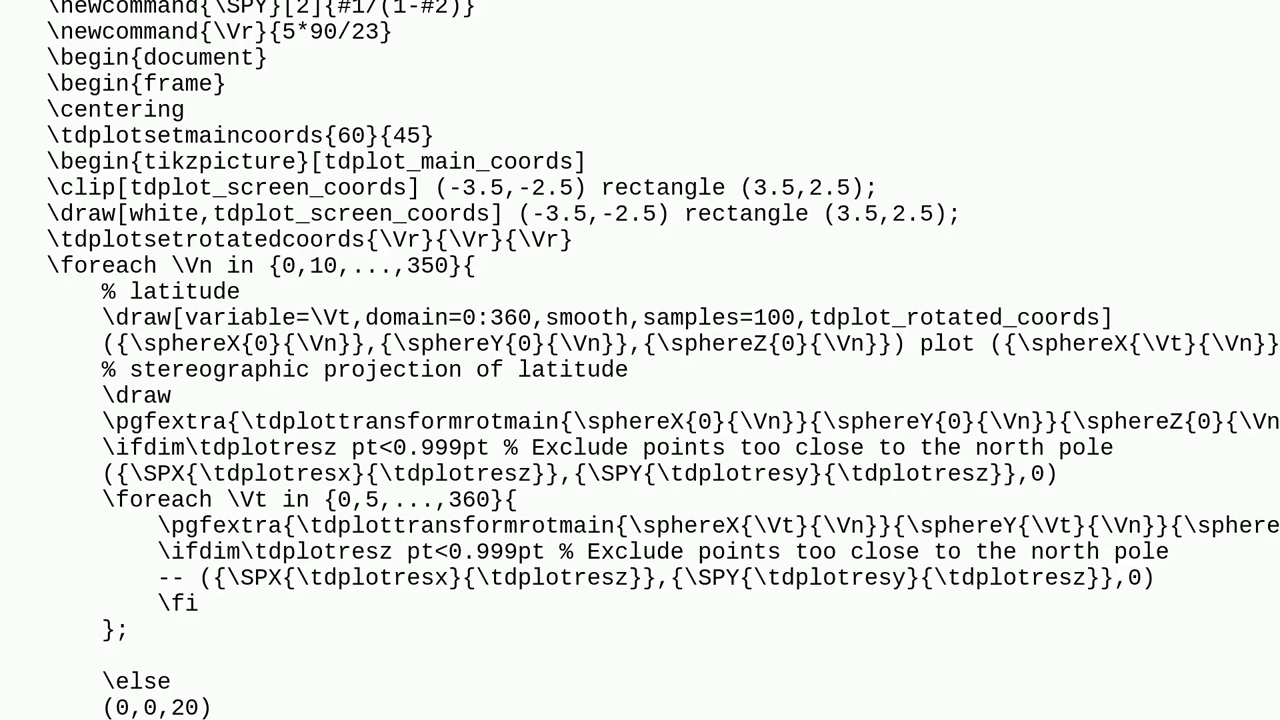 \newcommand{\SPY}[2]{#1/(1-#2)}
\newcommand{\Vr}{5*90/23}
\begin{document}
\begin{frame}
\centering
\tdplotsetmaincoords{60}{45}
\begin{tikzpicture}[tdplot_main_coords]
\clip[tdplot_screen_coords] (-3.5,-2.5) rectangle (3.5,2.5);
\draw[white,tdplot_screen_coords] (-3.5,-2.5) rectangle (3.5,2.5);
\tdplotsetrotatedcoords{\Vr}{\Vr}{\Vr}
\foreach \Vn in {0,10,...,350}{
    % latitude
    \draw[variable=\Vt,domain=0:360,smooth,samples=100,tdplot_rotated_coords]
    ({\sphereX{0}{\Vn}},{\sphereY{0}{\Vn}},{\sphereZ{0}{\Vn}}) plot ({\sphereX{\Vt}{\Vn}}
    % stereographic projection of latitude
    \draw
    \pgfextra{\tdplottransformrotmain{\sphereX{0}{\Vn}}{\sphereY{0}{\Vn}}{\sphereZ{0}{\Vn
    \ifdim\tdplotresz pt<0.999pt % Exclude points too close to the north pole
    ({\SPX{\tdplotresx}{\tdplotresz}},{\SPY{\tdplotresy}{\tdplotresz}},0)
    \foreach \Vt in {0,5,...,360}{
        \pgfextra{\tdplottransformrotmain{\sphereX{\Vt}{\Vn}}{\sphereY{\Vt}{\Vn}}{\sphere
        \ifdim\tdplotresz pt<0.999pt % Exclude points too close to the north pole
        -- ({\SPX{\tdplotresx}{\tdplotresz}},{\SPY{\tdplotresy}{\tdplotresz}},0)
        \fi
    };
    \else
    (0,0,20)